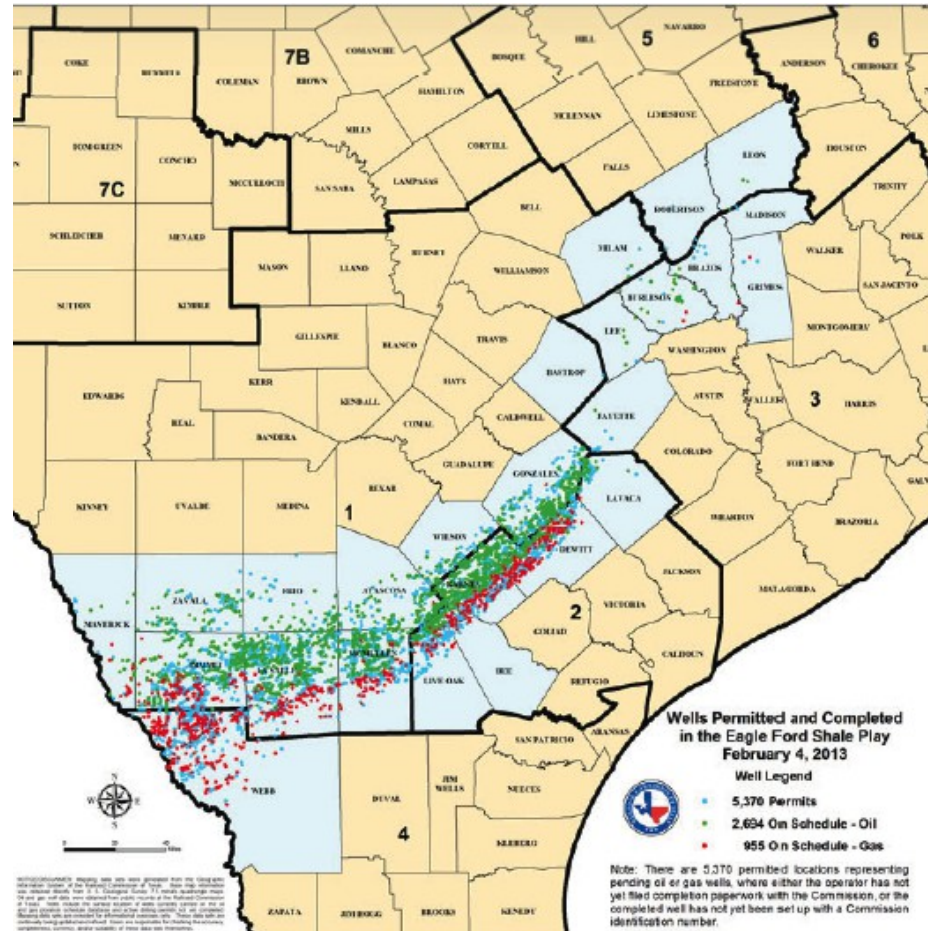 COKE
COLEMAN
7B
BROWN
COMANCHE
HAMILTON
BOSQUE
HILL
5
NAVARRO
FREESTONE
ANDERSON
6
CHEROKEE
TOM GREEN
CONCHO
7C
MCCULLOCH
MILLS
SAN SABA
LAMPASAS
CORYELL
MCLENNAN
LIMESTONE
FALLS
LEON
HOUSTON
TRINITY
SCHLEICHER
MENARD
MASON
LLANO
BURNET
BELL
WILLIAMSON
MILAM
ROBERTSON
MADISON
WALKER
POLK
SUTTON
KIMBLE
GILLESPIE
BLANCO
TRAVIS
LEE
BURLESON
BRAZOS
GRIMES
SAN JACINTO
MONTGOMERY
WASHINGTON
EDWARDS
REAL
KERR
KENDALL
HAYS
COMAL
CALDWELL
BASTROP
FAYETTE
AUSTIN
WALLER
3
HARRIS
BANDERA
GUADALUPE
GONZALES
COLORADO
FORT BEND
KINNEY
UVALDE
MEDINA
BEXAR
1
WILSON
LAVACA
WHARTON
BRAZORIA
MAVERICK
ZAVALA
FRIO
ATASCOSA
DEWITT
JACKSON
MATAGORDA
VICTORIA
2
GOLIAD
CALHOUN
LIVE OAK
BEE
REFUGIO
ARANSAS
SAN PATRICIO
WEBB
DUVAL
JIM WELLS
NUECES
4
KLEBERG
ZAPATA
JIM HOGG
BROOKS
KENEDY
N
W
E
S
Wells Permitted and Completed
in the Eagle Ford Shale Play
February 4, 2013
Well Legend
5,370 Permits
2,694 On Schedule - Oil
955 On Schedule - Gas
Note: There are 5,370 permitted locations representing
pending oil or gas wells, where either the operator has not
yet filed completion paperwork with the Commission, or the
completed well has not yet been set up with a Commission
identification number.